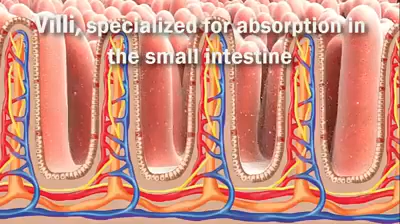 Villi, specialized for absorption in
the small intestine